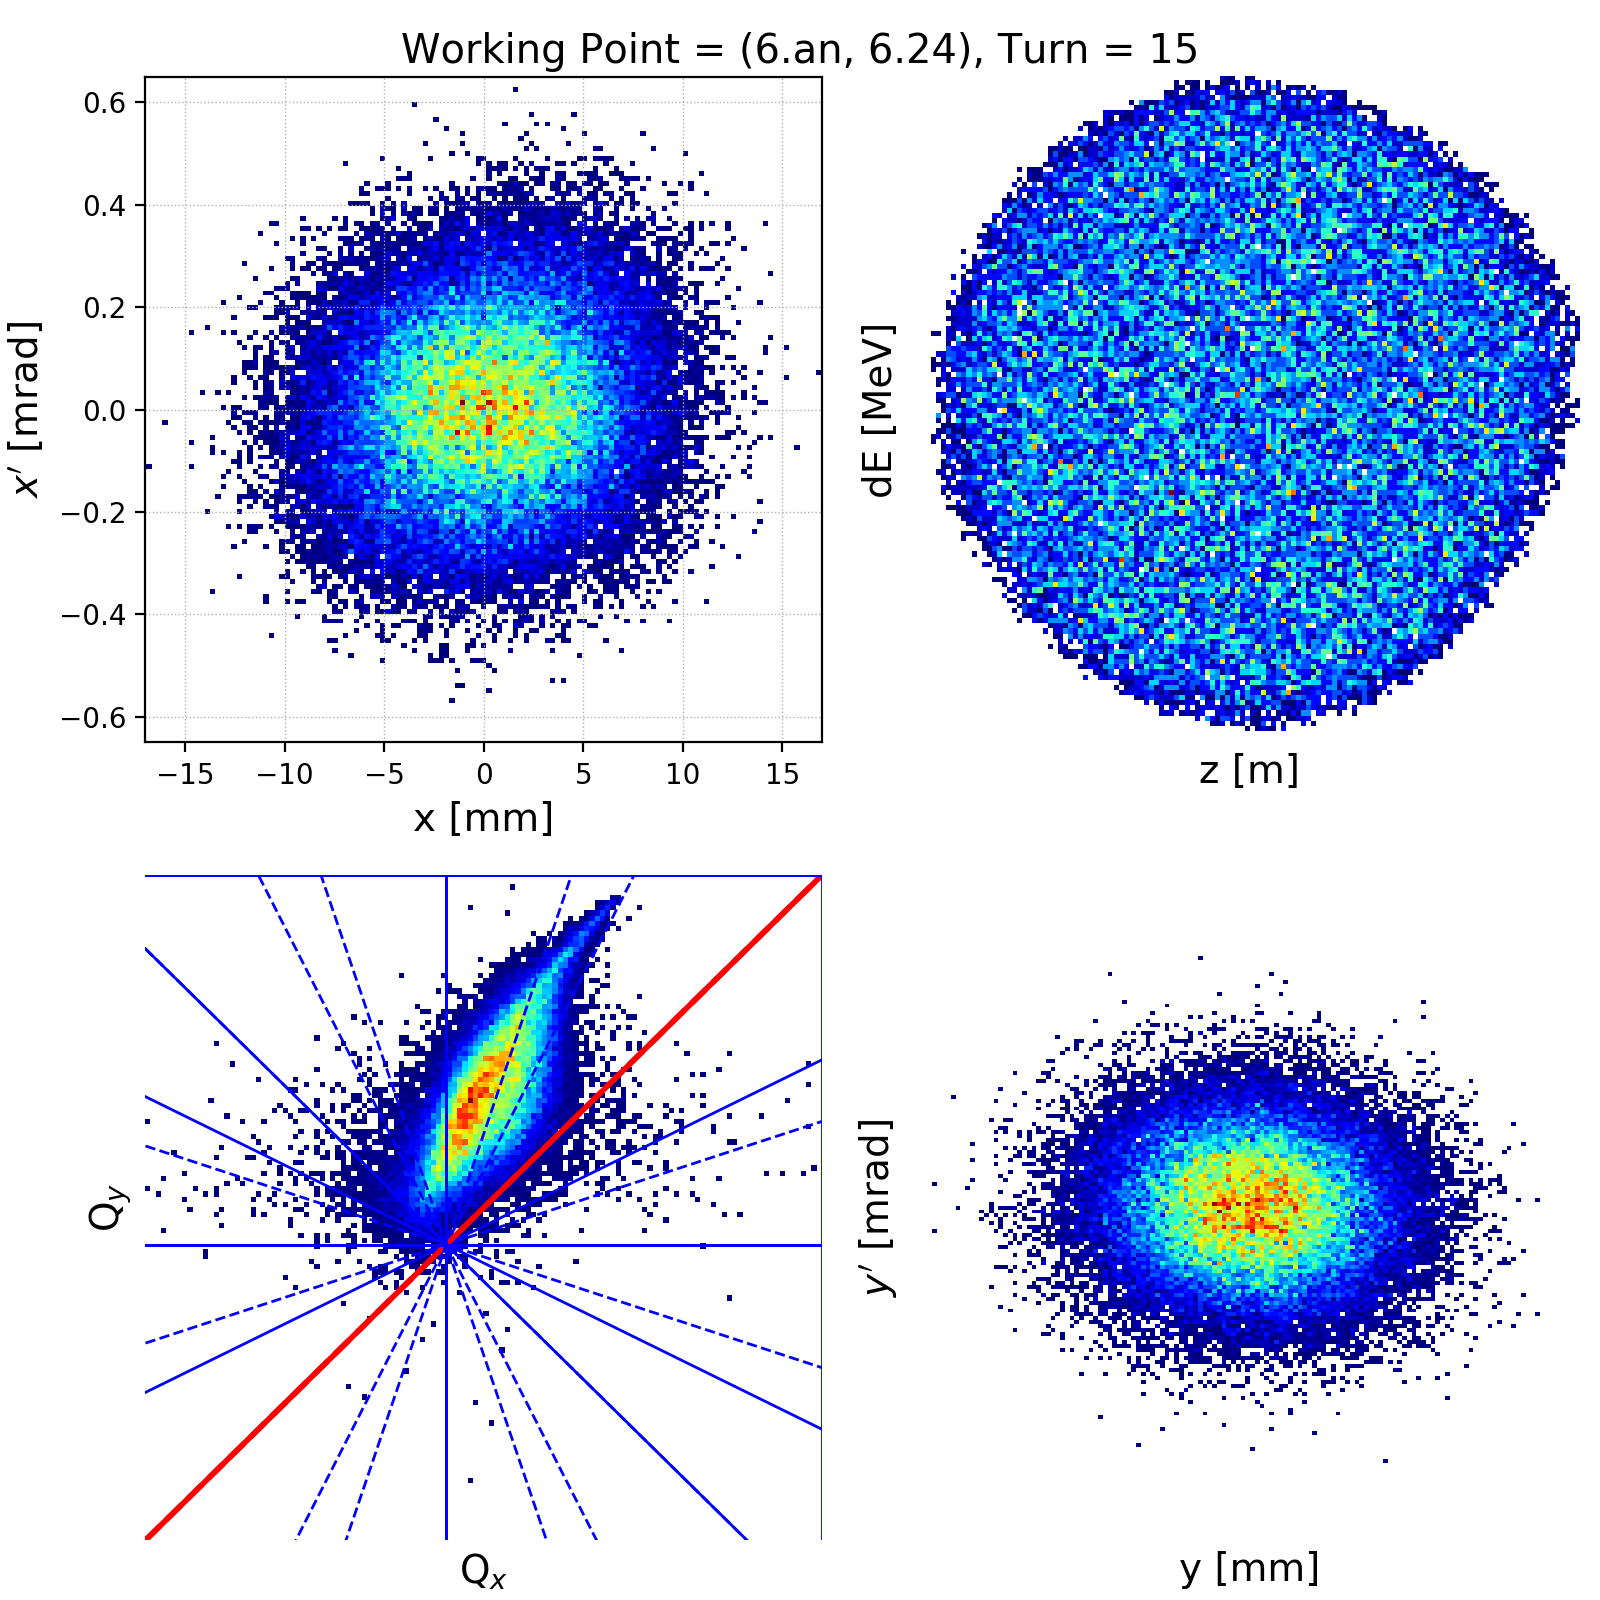 Working Point = (6.an, 6.24), Turn = 15
0.6
0.4
0.2
0.0
−0.2
−0.4
−0.6
x′ [mrad]
−15 −10 −5 0 5 10 15
x [mm]
dE [MeV]
z [m]
Qy
Qx
y′ [mrad]
y [mm]